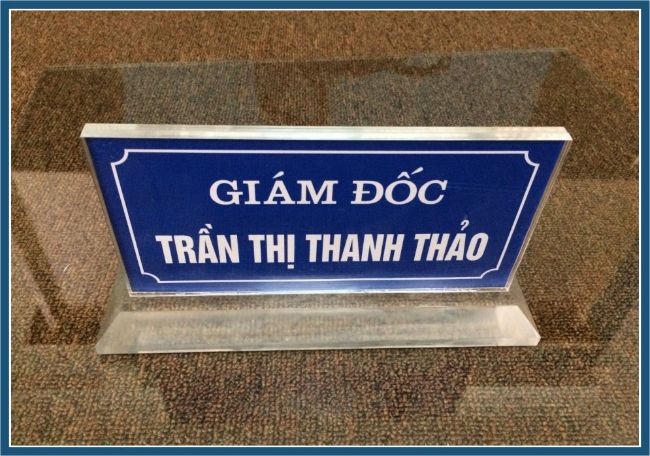 GIÁM ĐỐC
TRẦN THỊ THANH THẢO